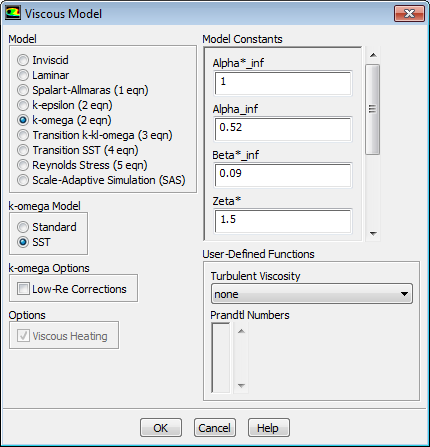 Viscous Model
Model
Inviscid
Laminar
Spalart-Allmaras (1 eqn)
k-epsilon (2 eqn)
k-omega (2 eqn)
Transition k-kl-omega (3 eqn)
Transition SST (4 eqn)
Reynolds Stress (5 eqn)
Scale-Adaptive Simulation (SAS)
k-omega Model
Standard
SST
k-omega Options
Low-Re Corrections
Options
Viscous Heating
Model Constants
Alpha*_inf
1
Alpha_inf
0.52
Beta*_inf
0.09
Zeta*
1.5
User-Defined Functions
Turbulent Viscosity
none
Prandtl Numbers
OK
Cancel
Help